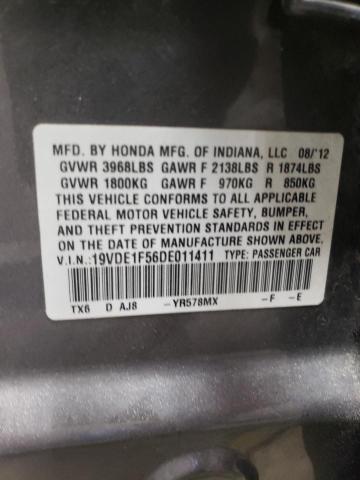 MFD. BY HONDA MFG. OF INDIANA, LLC 08/'12
GVWR 3968LBS GAWR F 2138LBS R 1874LBS
GVWR 1800KG GAWR F 970KG R 850KG
THIS VEHICLE CONFORMS TO ALL APPLICABLE
FEDERAL MOTOR VEHICLE SAFETY, BUMPER,
AND THEFT PREVENTION STANDARDS IN EFFECT
ON THE DATE OF MANUFACTURE SHOWN ABOVE.
V.I.N.: 19VDE1F56DE011411 TYPE: PASSENGER CAR
TX6 D AJ8 -YR578MX -F -E